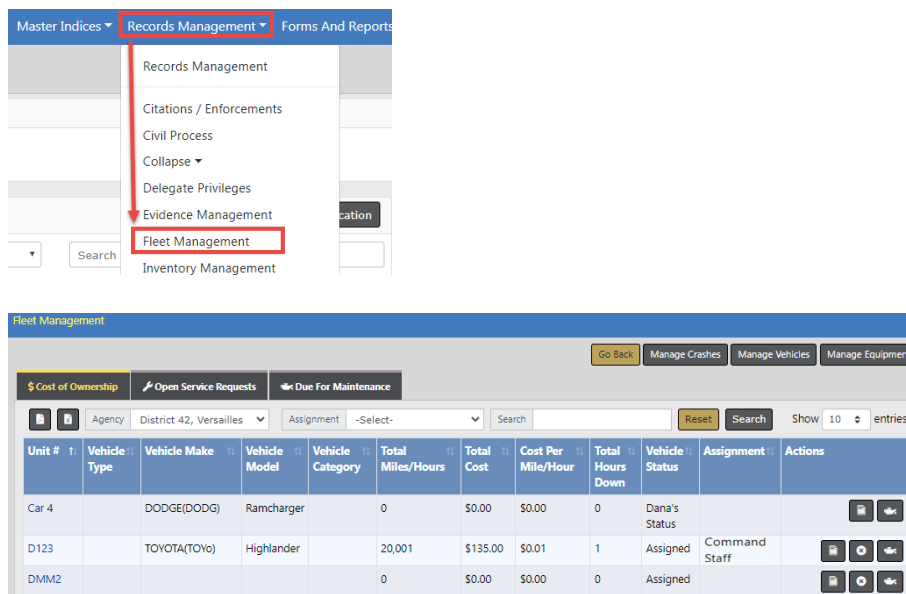 Master Indices Records Management Forms And Reports
Records Management
Citations / Enforcements
Civil Process
Collapse
Delegate Privileges
Evidence Management
cation
Fleet Management
Search
Inventory Management
Fleet Management
Go Back Manage Crashes Manage Vehicles Manage Equipmen
$ Cost of Ownership Open Service Requests Due For Maintenance
Agency District 42, Versailles Assignment -Select- Search Reset Search Show 10 entries
Unit # Vehicle Vehicle Make Vehicle Vehicle Total Total Cost Per Total Vehicle Assignment Actions
Type Model Category Miles/Hours Cost Mile/Hour Hours Status
Down
Car 4 DODGE(DODG) Ramcharger 0 $0.00 $0.00 0 Dana's
Status
D123 TOYOTA(TOYo) Highlander 20,001 $135.00 $0.01 1 Assigned Command
Staff
DMM2 0 $0.00 $0.00 0 Assigned